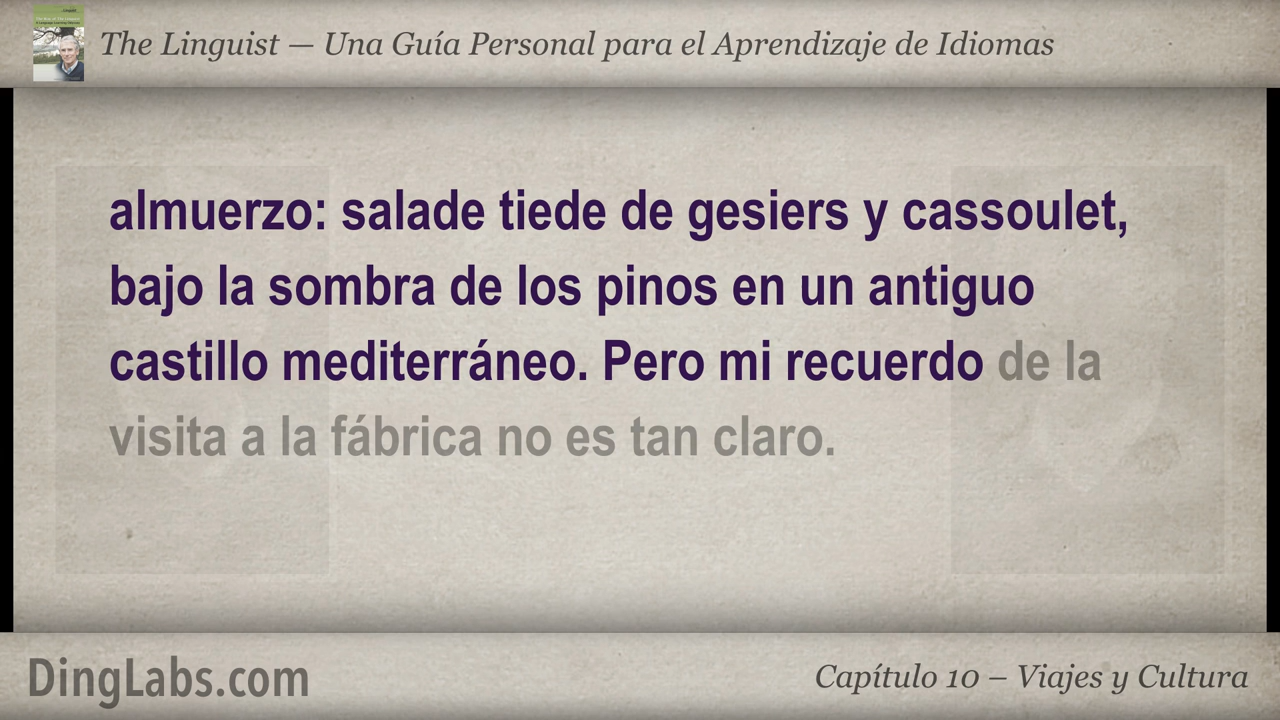 The Linguist — Una Guía Personal para el Aprendizaje de Idiomas
almuerzo: salade tiede de gesiers y cassoulet,
bajo la sombra de los pinos en un antiguo
castillo mediterráneo. Pero mi recuerdo de la
visita a la fábrica no es tan claro.
DingLabs.com
Capítulo 10 – Viajes y Cultura